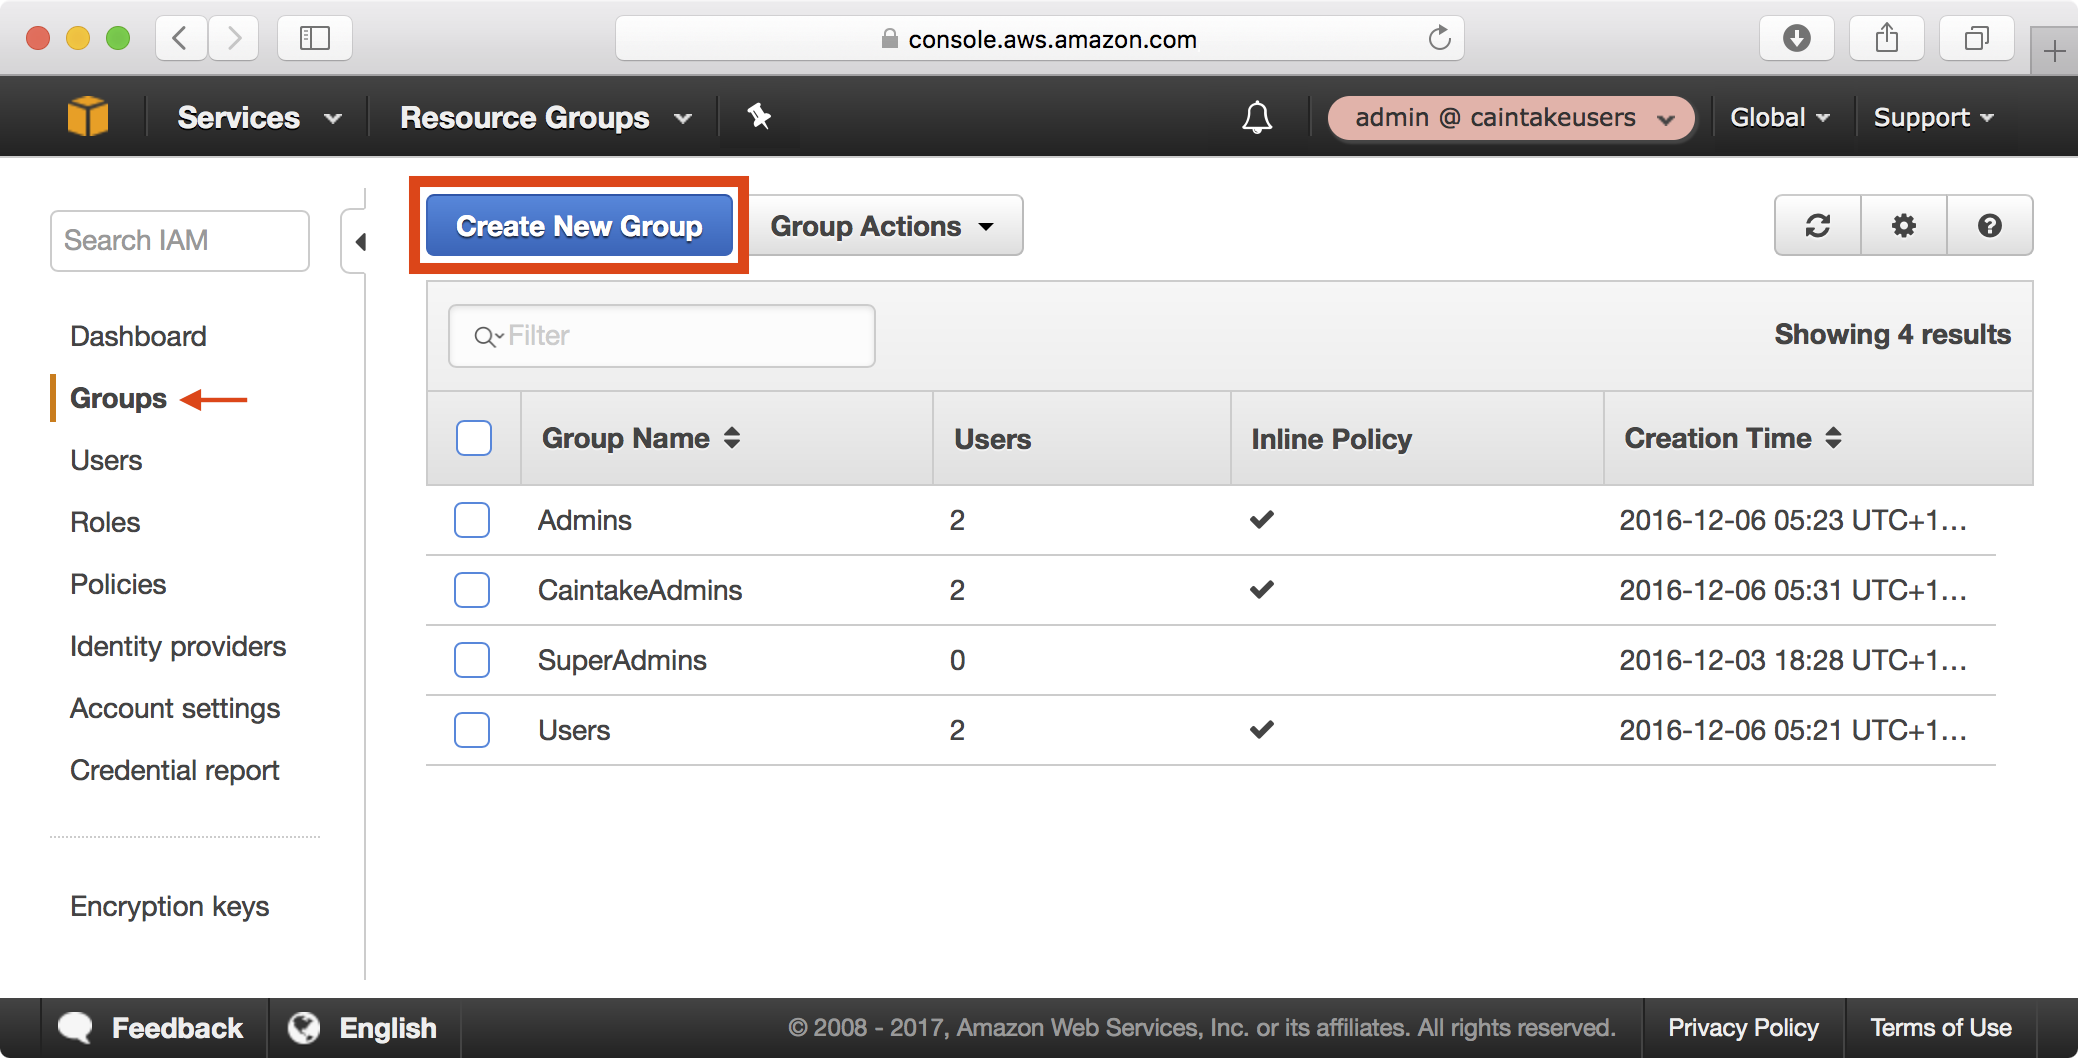 console.aws.amazon.com
Services
Resource Groups
admin @ caintakeusers
Global
Support
Search IAM
Dashboard
Groups
Users
Roles
Policies
Identity providers
Account settings
Credential report
Encryption keys
Create New Group
Group Actions
Filter
Showing 4 results
Group Name Users Inline Policy Creation Time
Admins 2 2016-12-06 05:23 UTC+1...
CaintakeAdmins 2 2016-12-06 05:31 UTC+1...
SuperAdmins 0 2016-12-03 18:28 UTC+1...
Users 2 2016-12-06 05:21 UTC+1...
Feedback
English
© 2008 - 2017, Amazon Web Services, Inc. or its affiliates. All rights reserved.
Privacy Policy
Terms of Use